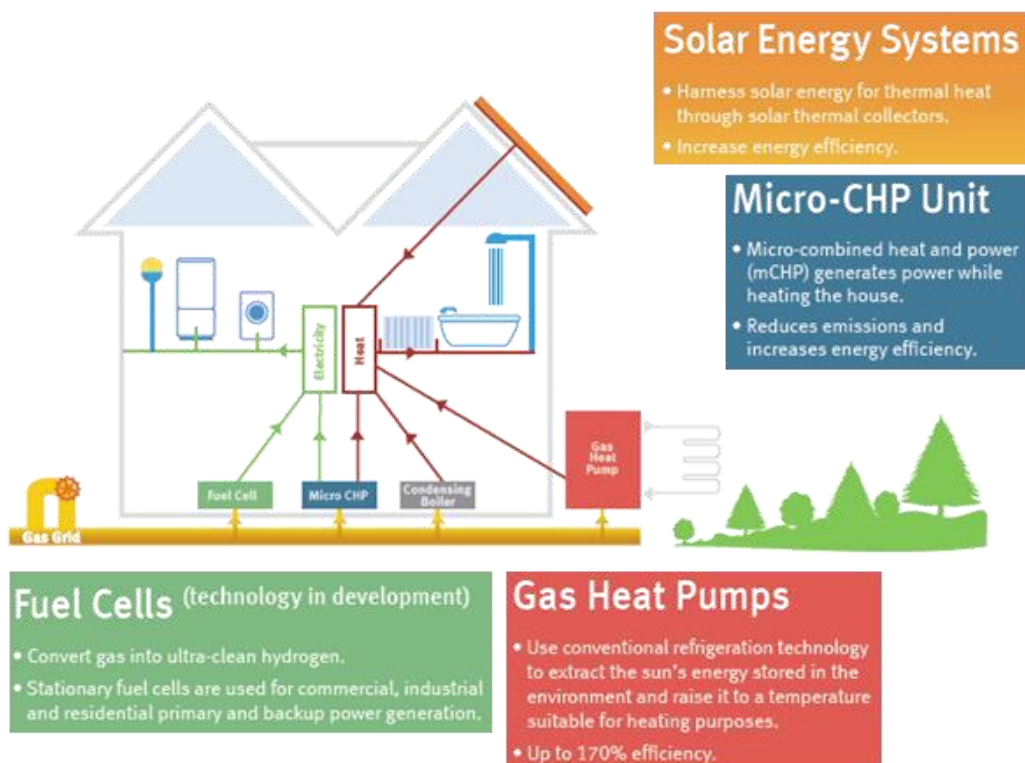 Solar Energy Systems
• Harness solar energy for thermal heat
through solar thermal collectors.
• Increase energy efficiency.
Micro-CHP Unit
• Micro-combined heat and power
(mCHP) generates power while
heating the house.
• Reduces emissions and
increases energy efficiency.
Electricity
Heat
Gas
Heat
Pump
Fuel Cell
Micro CHP
Condensing
Boiler
Gas Grid
Fuel Cells (technology in development)
• Convert gas into ultra-clean hydrogen.
• Stationary fuel cells are used for commercial, industrial
and residential primary and backup power generation.
Gas Heat Pumps
• Use conventional refrigeration technology
to extract the sun's energy stored in the
environment and raise it to a temperature
suitable for heating purposes.
• Up to 170% efficiency.